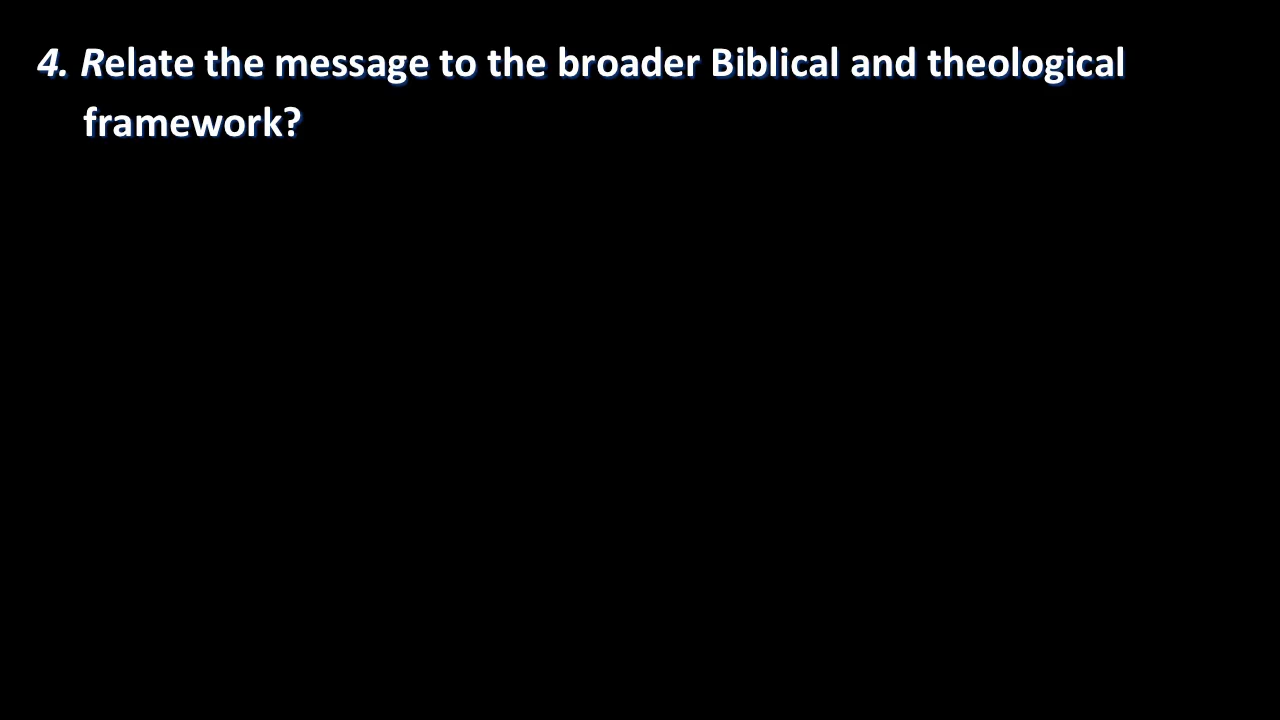 4. Relate the message to the broader Biblical and theological
framework?